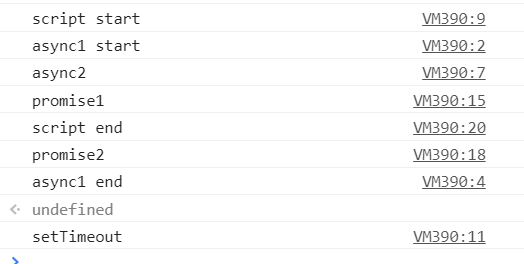 script start VM390:9
async1 start VM390:2
async2 VM390:7
promise1 VM390:15
script end VM390:20
promise2 VM390:18
async1 end VM390:4
undefined
setTimeout VM390:11